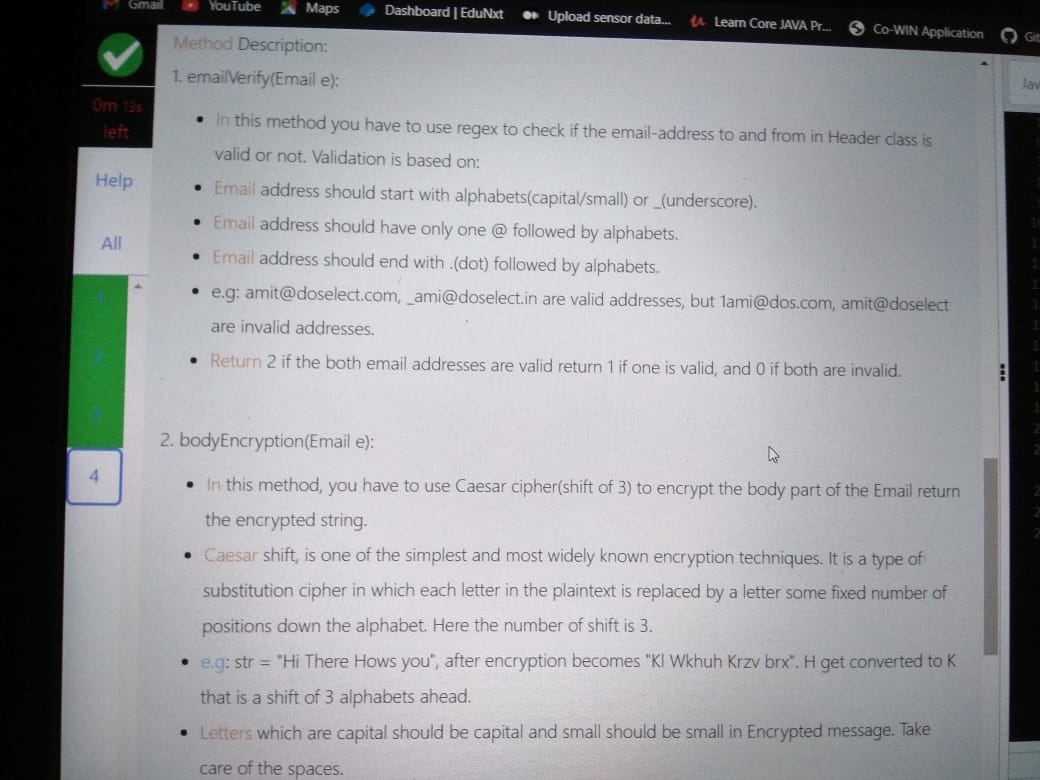 Gmail YouTube Maps Dashboard | EduNxt Upload sensor data... Learn Core JAVA Pr... Co-WIN Application Git
Jav
0m 13s
left
Help
All
1
2
3
4
Method Description:
1. emailVerify(Email e):
• In this method you have to use regex to check if the email-address to and from in Header class is
valid or not. Validation is based on:
• Email address should start with alphabets(capital/small) or _(underscore).
• Email address should have only one @ followed by alphabets.
• Email address should end with .(dot) followed by alphabets.
• e.g: amit@doselect.com, _ami@doselect.in are valid addresses, but 1ami@dos.com, amit@doselect
are invalid addresses.
• Return 2 if the both email addresses are valid return 1 if one is valid, and 0 if both are invalid.
2. bodyEncryption(Email e):
• In this method, you have to use Caesar cipher(shift of 3) to encrypt the body part of the Email return
the encrypted string.
• Caesar shift, is one of the simplest and most widely known encryption techniques. It is a type of
substitution cipher in which each letter in the plaintext is replaced by a letter some fixed number of
positions down the alphabet. Here the number of shift is 3.
• e.g: str = "Hi There Hows you", after encryption becomes "Kl Wkhuh Krzv brx". H get converted to K
that is a shift of 3 alphabets ahead.
• Letters which are capital should be capital and small should be small in Encrypted message. Take
care of the spaces.